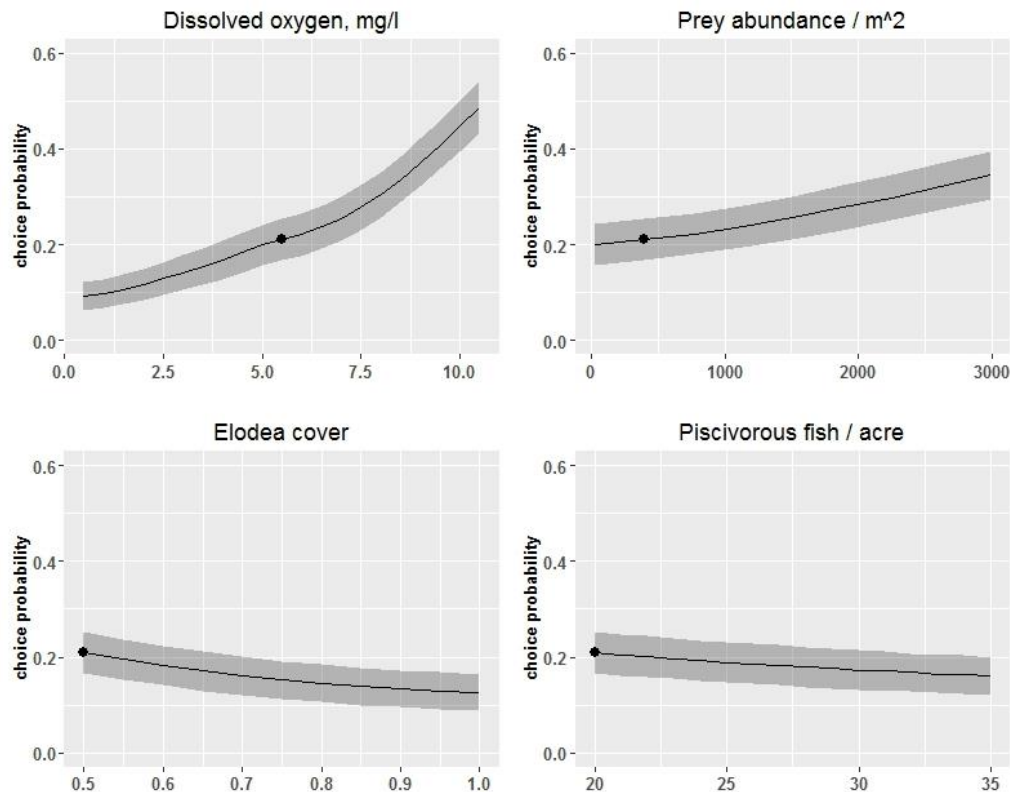 Dissolved oxygen, mg/l
choice probability
0.6
0.4
0.2
0.0
0.0 2.5 5.0 7.5 10.0
Prey abundance / m^2
choice probability
0.6
0.4
0.2
0.0
0 1000 2000 3000
Elodea cover
choice probability
0.6
0.4
0.2
0.0
0.5 0.6 0.7 0.8 0.9 1.0
Piscivorous fish / acre
choice probability
0.6
0.4
0.2
0.0
20 25 30 35